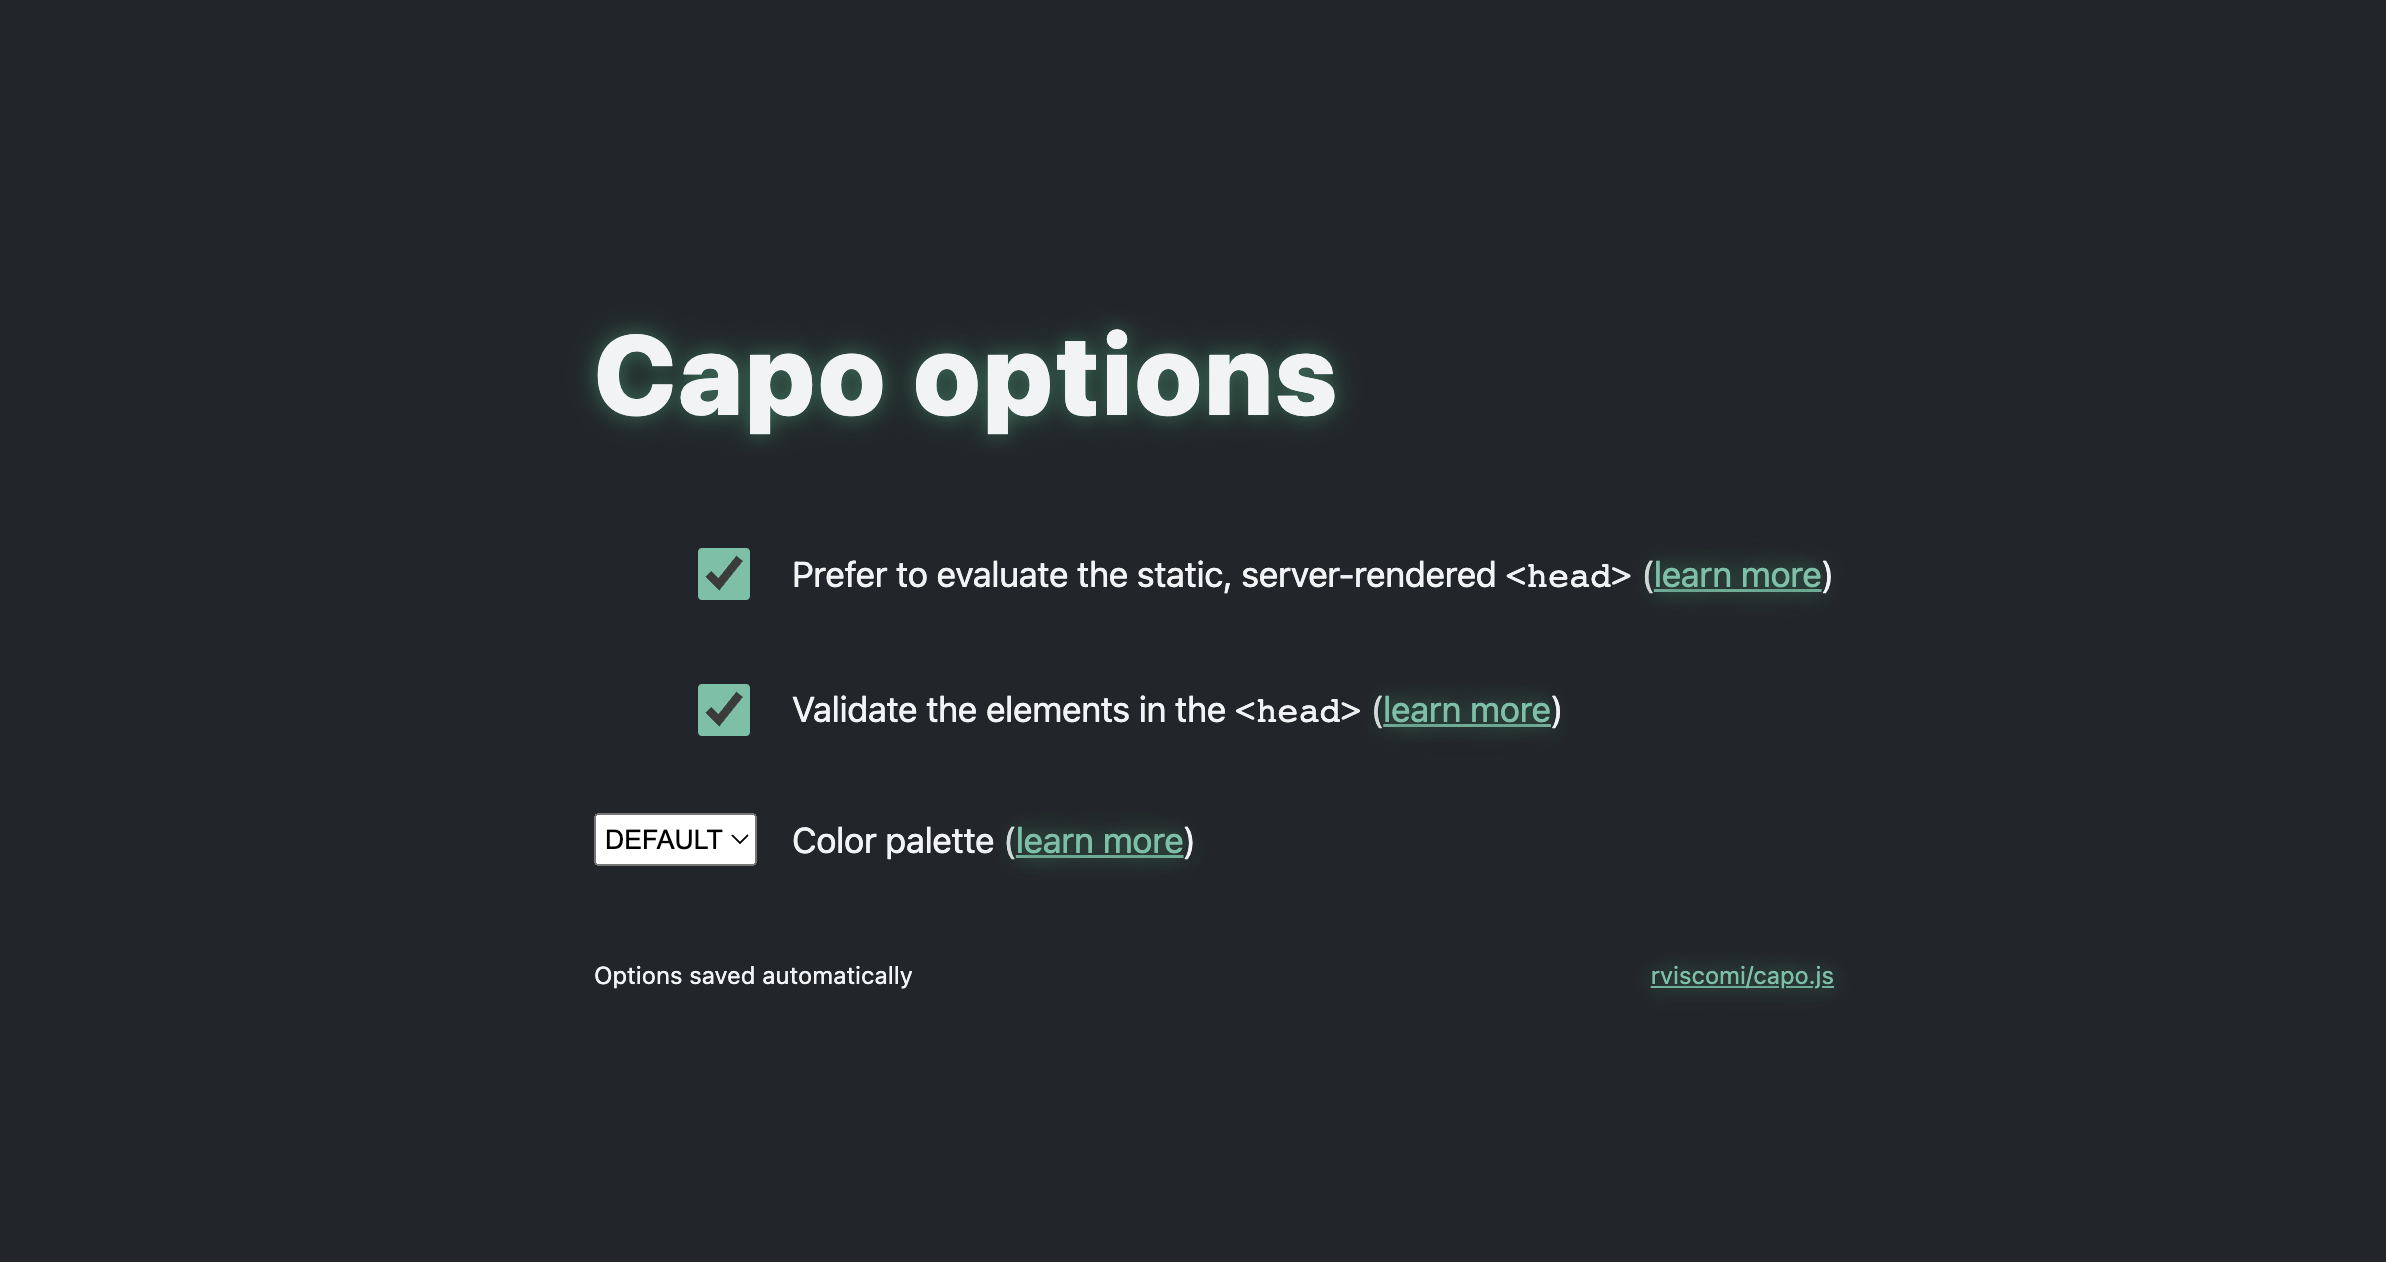 Capo options
Prefer to evaluate the static, server-rendered <head> (learn more)
Validate the elements in the <head> (learn more)
DEFAULT Color palette (learn more)
Options saved automatically rviscomi/capo.js